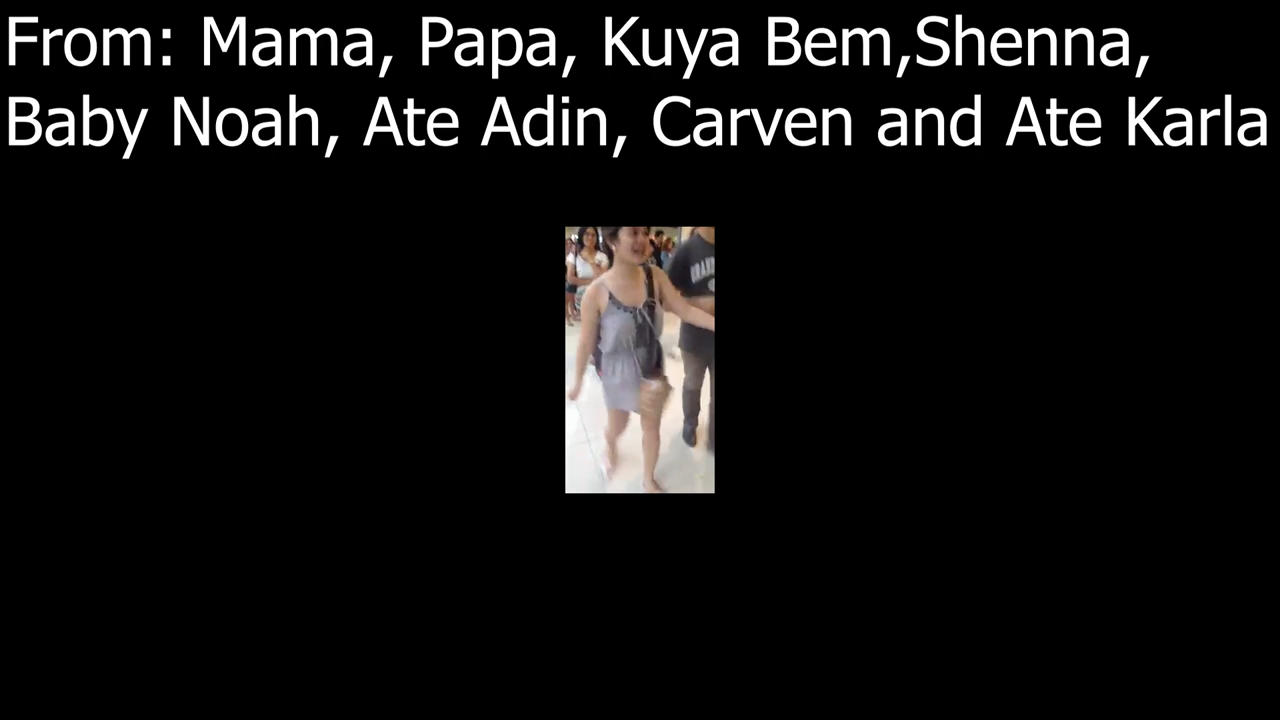 From: Mama, Papa, Kuya Bem,Shenna,
Baby Noah, Ate Adin, Carven and Ate Karla